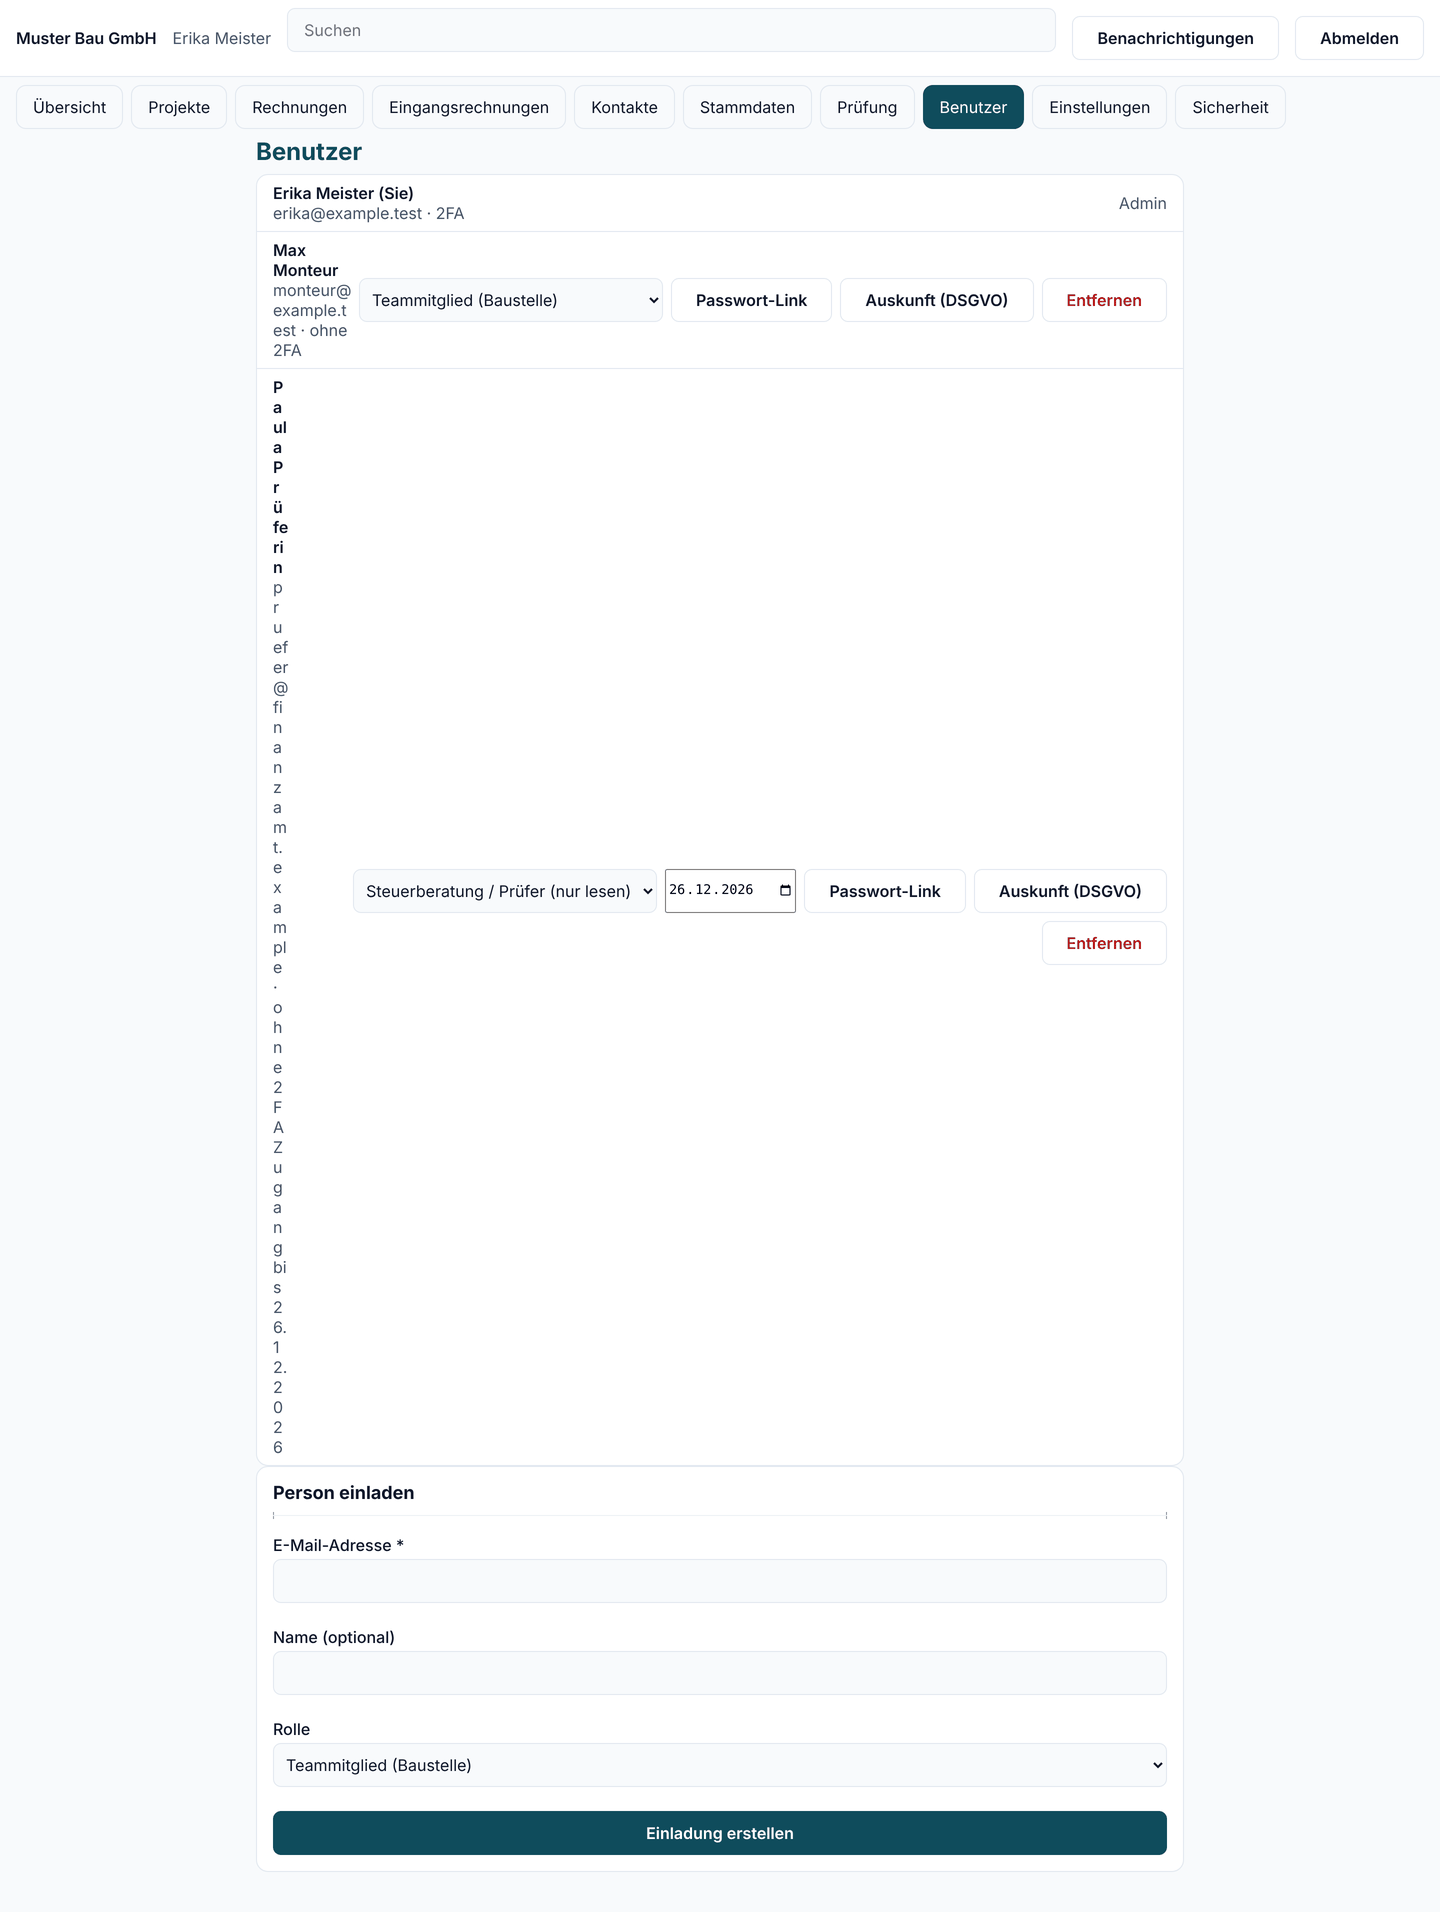 Muster Bau GmbH Erika Meister Suchen Benachrichtigungen Abmelden
Übersicht Projekte Rechnungen Eingangsrechnungen Kontakte Stammdaten Prüfung Benutzer Einstellungen Sicherheit
Benutzer
Erika Meister (Sie)
erika@example.test · 2FA
Admin
Max
Monteur
monteur@
example.t
est · ohne
2FA
Teammitglied (Baustelle) Passwort-Link Auskunft (DSGVO) Entfernen
P
a
ul
a
P
r
ü
fe
ri
n
p
r
u
ef
er
@
fi
n
a
n
z
a
m
t.
e
x
a
m
pl
e
·
o
h
n
e
2
F
A
Z
u
g
a
n
g
bi
s
2
6.
1
2.
2
0
2
6
Steuerberatung / Prüfer (nur lesen) 26.12.2026 Passwort-Link Auskunft (DSGVO)
Entfernen
Person einladen
E-Mail-Adresse *
Name (optional)
Rolle
Teammitglied (Baustelle)
Einladung erstellen